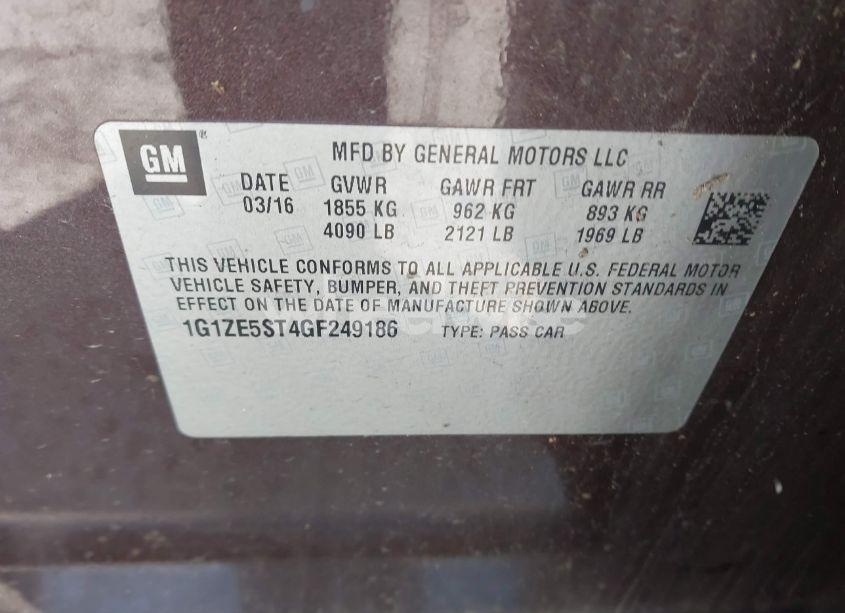 GM ®
MFD BY GENERAL MOTORS LLC
DATE GVWR GAWR FRT GAWR RR
03/16 1855 KG 962 KG 893 KG
4090 LB 2121 LB 1969 LB
THIS VEHICLE CONFORMS TO ALL APPLICABLE U.S. FEDERAL MOTOR
VEHICLE SAFETY, BUMPER, AND THEFT PREVENTION STANDARDS IN
EFFECT ON THE DATE OF MANUFACTURE SHOWN ABOVE.
1G1ZE5ST4GF249186 TYPE: PASS CAR